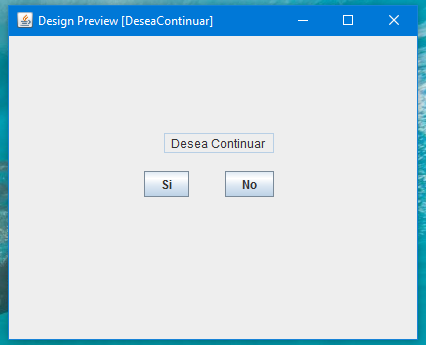 Design Preview [DeseaContinuar]
Desea Continuar
Si
No